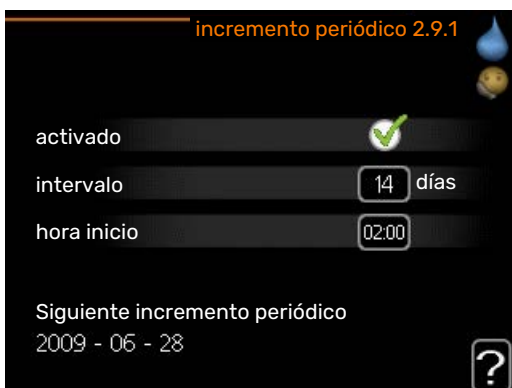 incremento periódico 2.9.1
activado
intervalo 14 días
hora inicio 02:00
Siguiente incremento periódico
2009 - 06 - 28
?